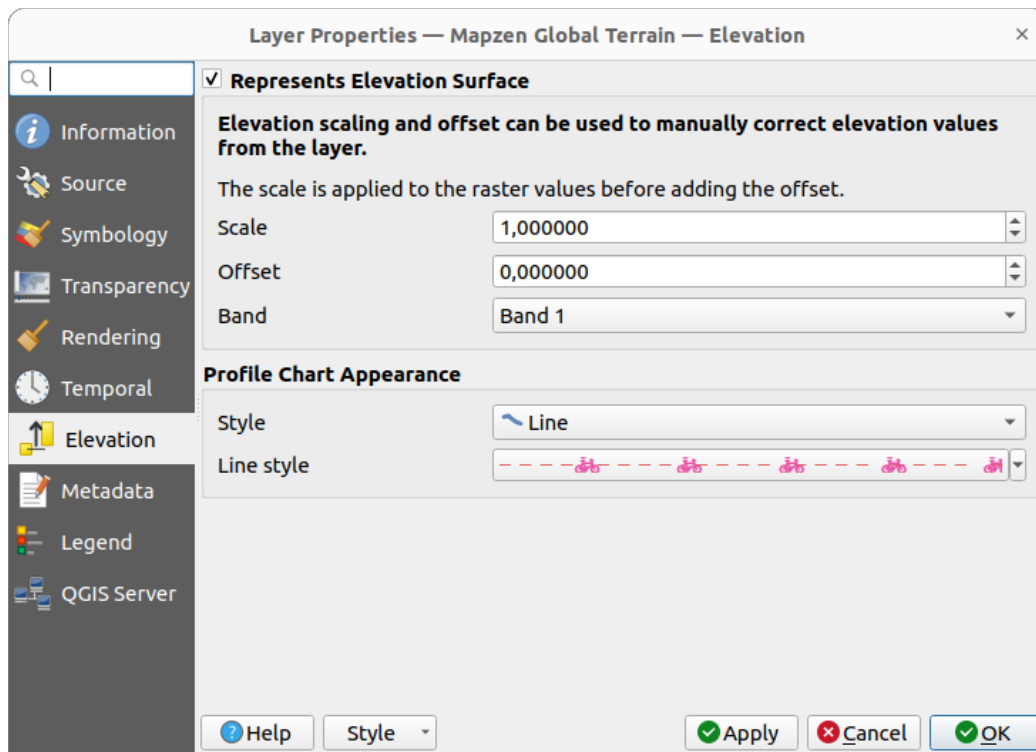 Layer Properties — Mapzen Global Terrain — Elevation
Information
Source
Symbology
Transparency
Rendering
Temporal
Elevation
Metadata
Legend
QGIS Server
Represents Elevation Surface
Elevation scaling and offset can be used to manually correct elevation values
from the layer.
The scale is applied to the raster values before adding the offset.
Scale 1,000000
Offset 0,000000
Band Band 1
Profile Chart Appearance
Style Line
Line style
Help Style Apply Cancel OK